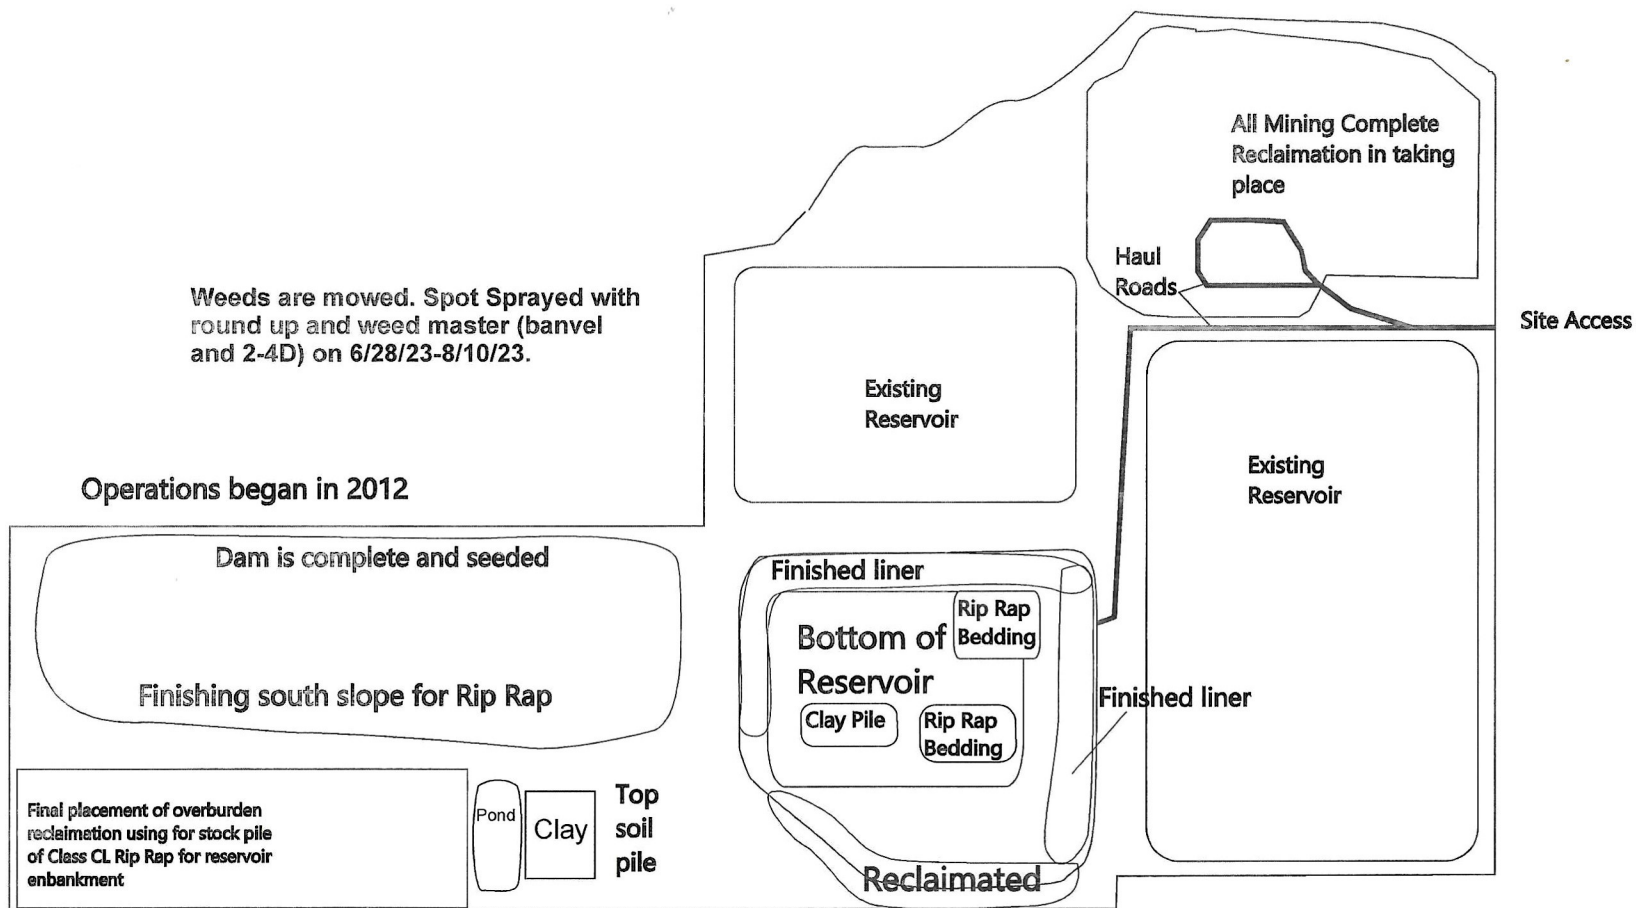 All Mining Complete
Reclaimation in taking
place
Haul
Roads
Site Access
Weeds are mowed. Spot Sprayed with
round up and weed master (banvel
and 2-4D) on 6/28/23-8/10/23.
Existing
Reservoir
Existing
Reservoir
Operations began in 2012
Dam is complete and seeded
Finishing south slope for Rip Rap
Finished liner
Rip Rap
Bedding
Bottom of
Reservoir
Clay Pile
Rip Rap
Bedding
Finished liner
Final placement of overburden
reclaimation using for stock pile
of Class CL Rip Rap for reservoir
enbankment
Pond
Clay
Top
soil
pile
Reclaimated